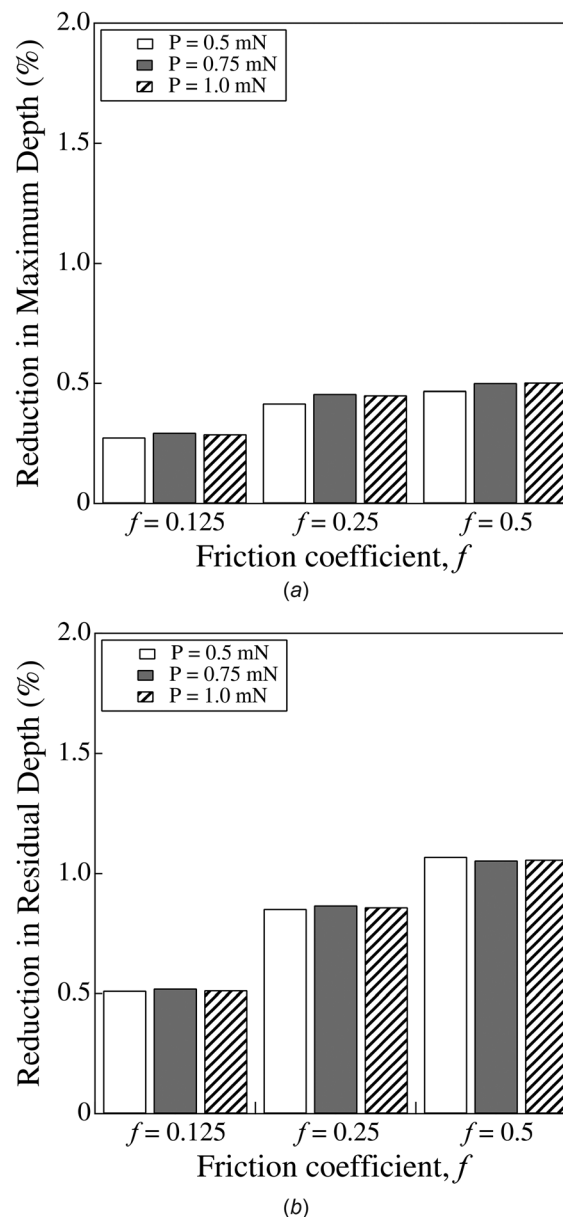 2.0
P = 0.5 mN
P = 0.75 mN
P = 1.0 mN
1.5
1.0
0.5
0
Reduction in Maximum Depth (%)
f = 0.125 f = 0.25 f = 0.5
Friction coefficient, f
(a)
2.0
P = 0.5 mN
P = 0.75 mN
P = 1.0 mN
1.5
1.0
0.5
0
Reduction in Residual Depth (%)
f = 0.125 f = 0.25 f = 0.5
Friction coefficient, f
(b)